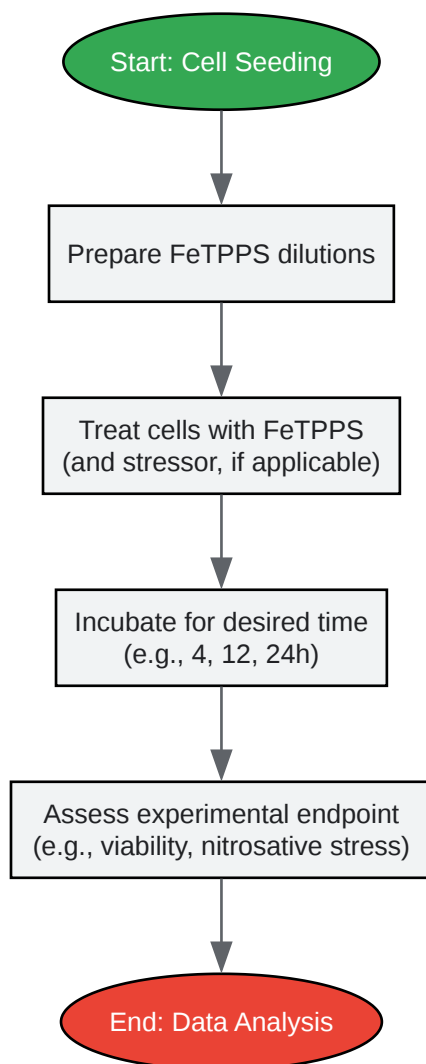 Start: Cell Seeding
Prepare FeTPPS dilutions
Treat cells with FeTPPS
(and stressor, if applicable)
Incubate for desired time
(e.g., 4, 12, 24h)
Assess experimental endpoint
(e.g., viability, nitrosative stress)
End: Data Analysis